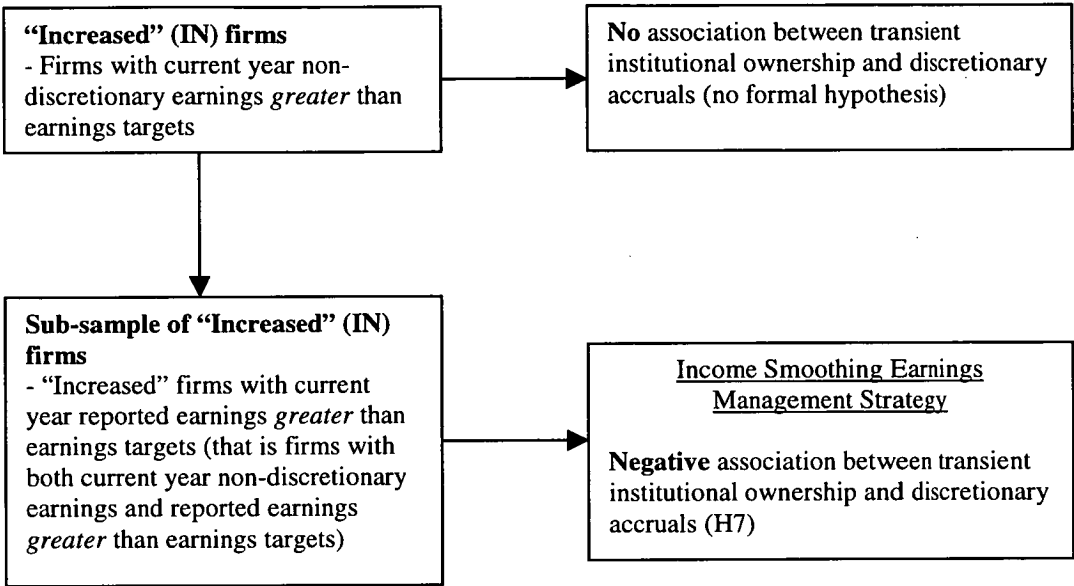 “Increased” (IN) firms
- Firms with current year non-
discretionary earnings greater than
earnings targets
No association between transient
institutional ownership and discretionary
accruals (no formal hypothesis)
Sub-sample of “Increased” (IN)
firms
- “Increased” firms with current
year reported earnings greater than
earnings targets (that is firms with
both current year non-discretionary
earnings and reported earnings
greater than earnings targets)
Income Smoothing Earnings
Management Strategy
Negative association between transient
institutional ownership and discretionary
accruals (H7)